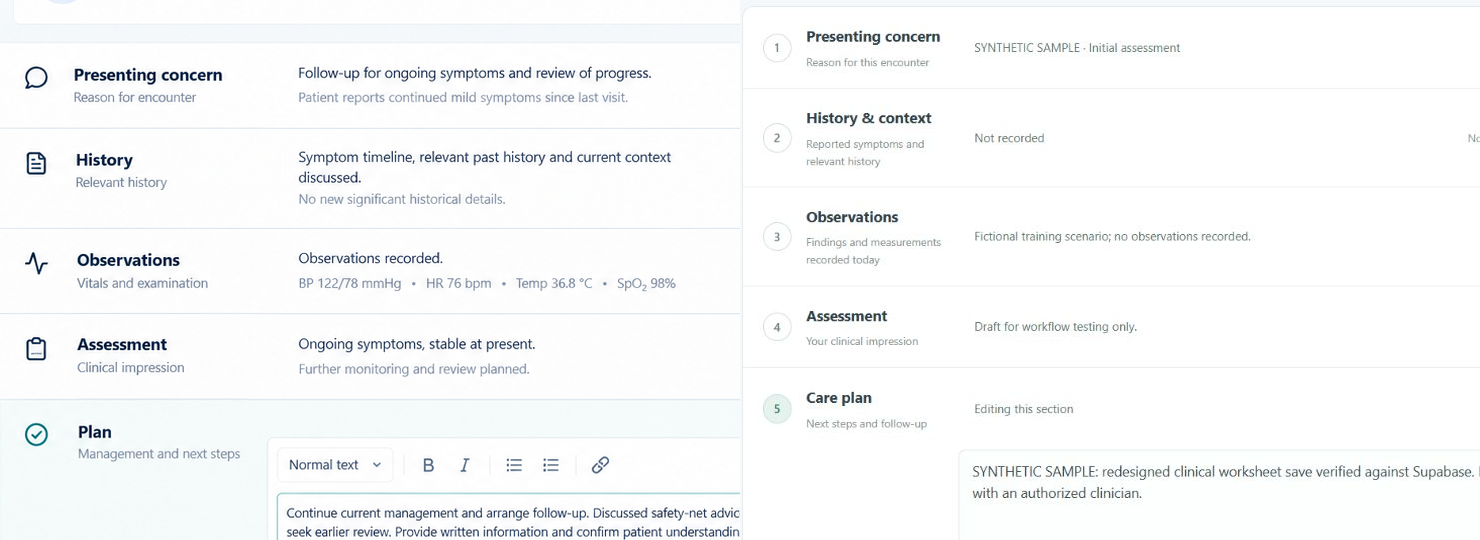 Presenting concern
Reason for encounter
Follow-up for ongoing symptoms and review of progress.
Patient reports continued mild symptoms since last visit.
History
Relevant history
Symptom timeline, relevant past history and current context
discussed.
No new significant historical details.
Observations
Vitals and examination
Observations recorded.
BP 122/78 mmHg • HR 76 bpm • Temp 36.8 °C • SpO₂ 98%
Assessment
Clinical impression
Ongoing symptoms, stable at present.
Further monitoring and review planned.
Plan
Management and next steps
Normal text
B I
Continue current management and arrange follow-up. Discussed safety-net
seek earlier review. Provide written information and confirm patient
1
Presenting concern
Reason for this encounter
SYNTHETIC SAMPLE · Initial assessment
2
History & context
Reported symptoms and
relevant history
Not recorded
3
Observations
Findings and measurements
recorded today
Fictional training scenario; no observations recorded.
4
Assessment
Your clinical impression
Draft for workflow testing only.
5
Care plan
Next steps and follow-up
Editing this section
SYNTHETIC SAMPLE: redesigned clinical worksheet save verified against Supabase.
with an authorized clinician.